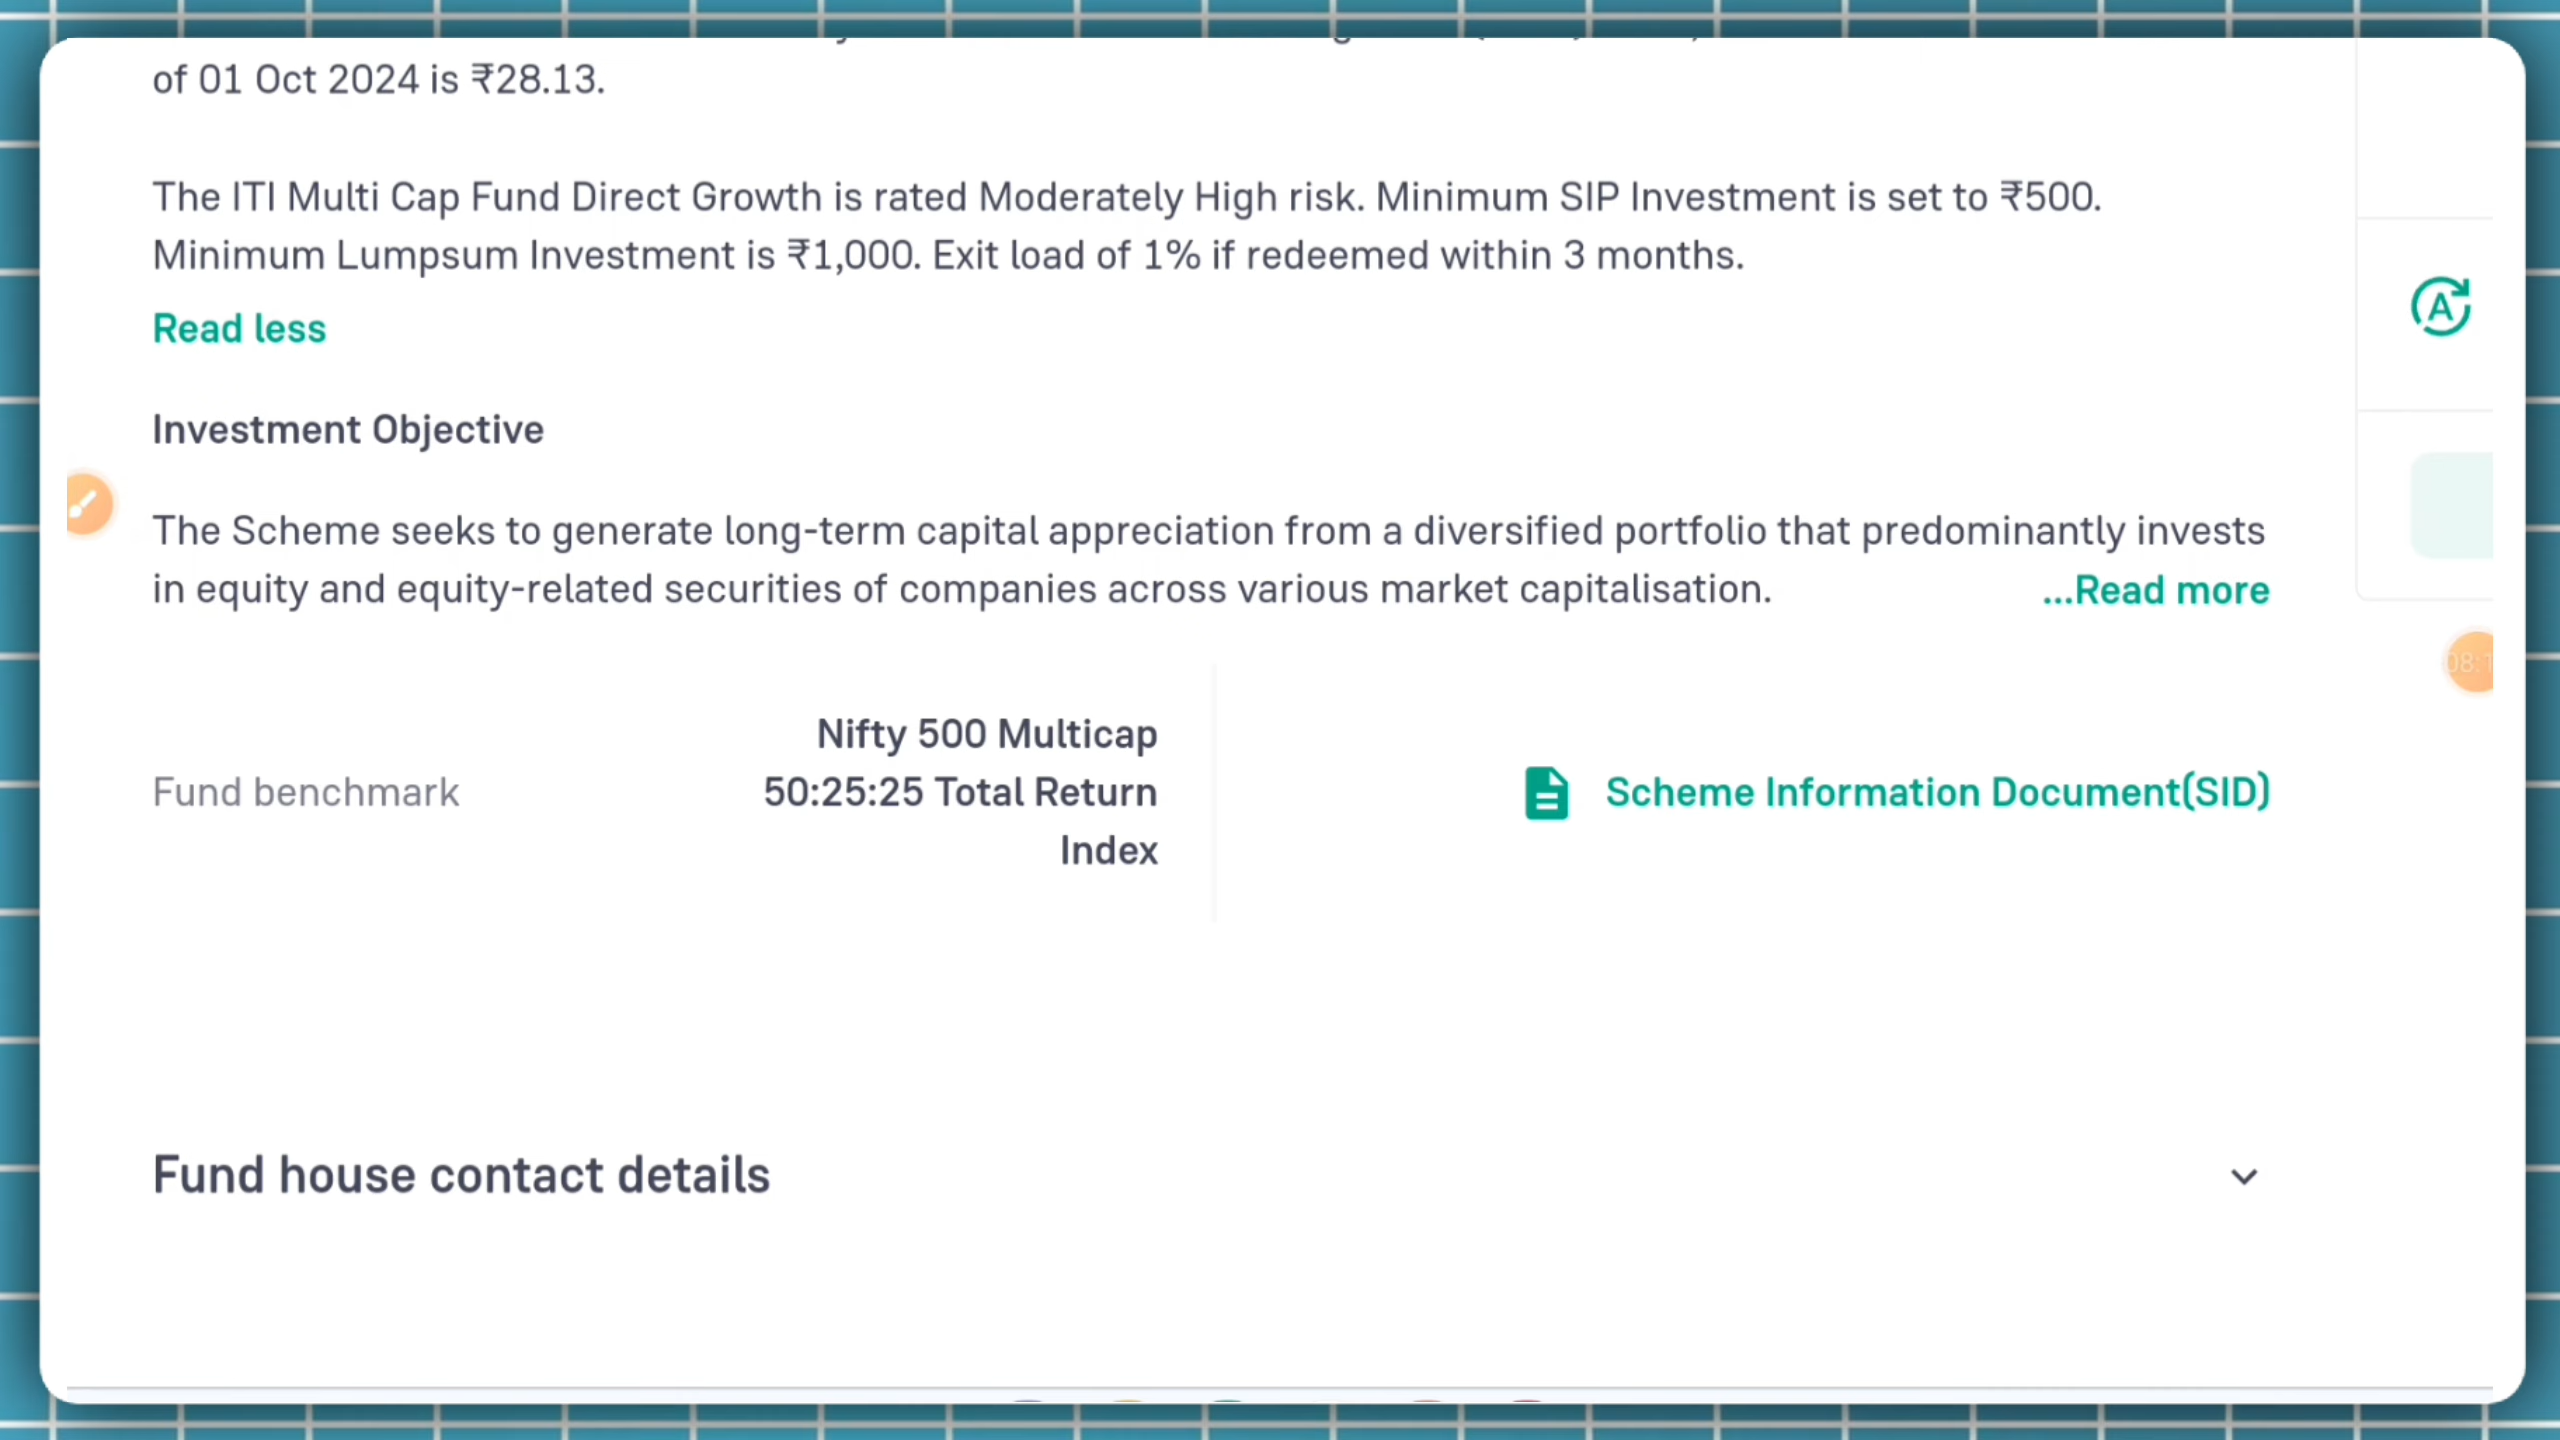 of 01 Oct 2024 is ₹28.13.
The ITI Multi Cap Fund Direct Growth is rated Moderately High risk. Minimum SIP Investment is set to ₹500.
Minimum Lumpsum Investment is ₹1,000. Exit load of 1% if redeemed within 3 months.
Read less
Investment Objective
The Scheme seeks to generate long-term capital appreciation from a diversified portfolio that predominantly invests
in equity and equity-related securities of companies across various market capitalisation. ...Read more
Nifty 500 Multicap
Fund benchmark 50:25:25 Total Return
Index
Scheme Information Document(SID)
Fund house contact details
A